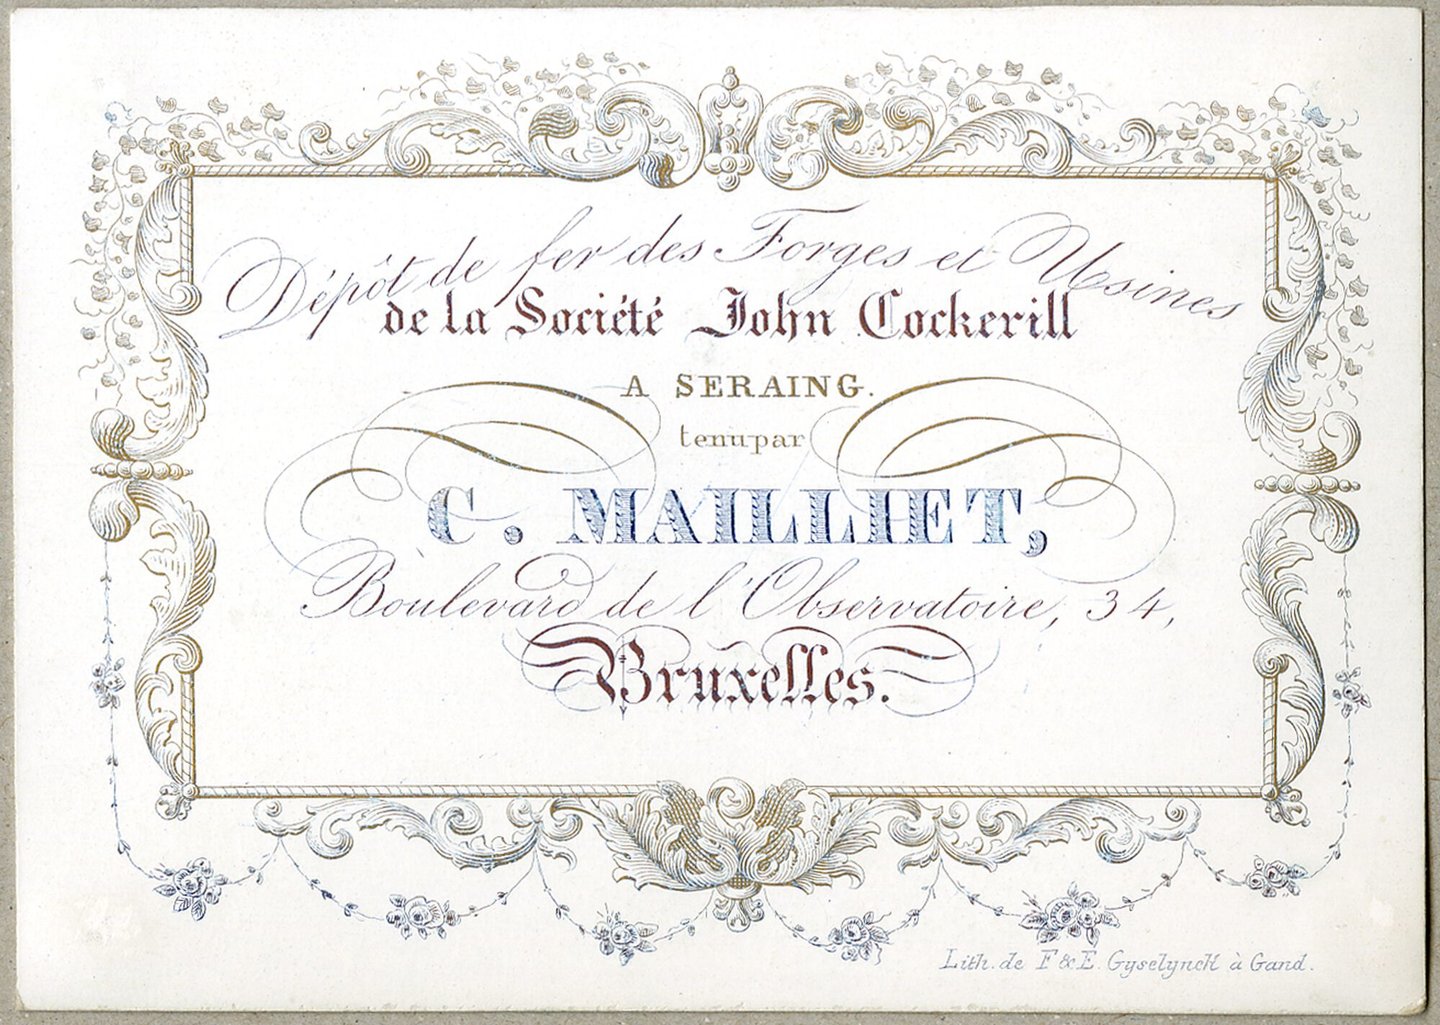 Dépôt de fer des Forges et Usines
de la Société John Cockerill
A SERAING.
tenu par
C. MAILLIET,
Boulevard de l'Observatoire, 34,
Bruxelles.
Lith. de F & E. Gyselynck à Gand.